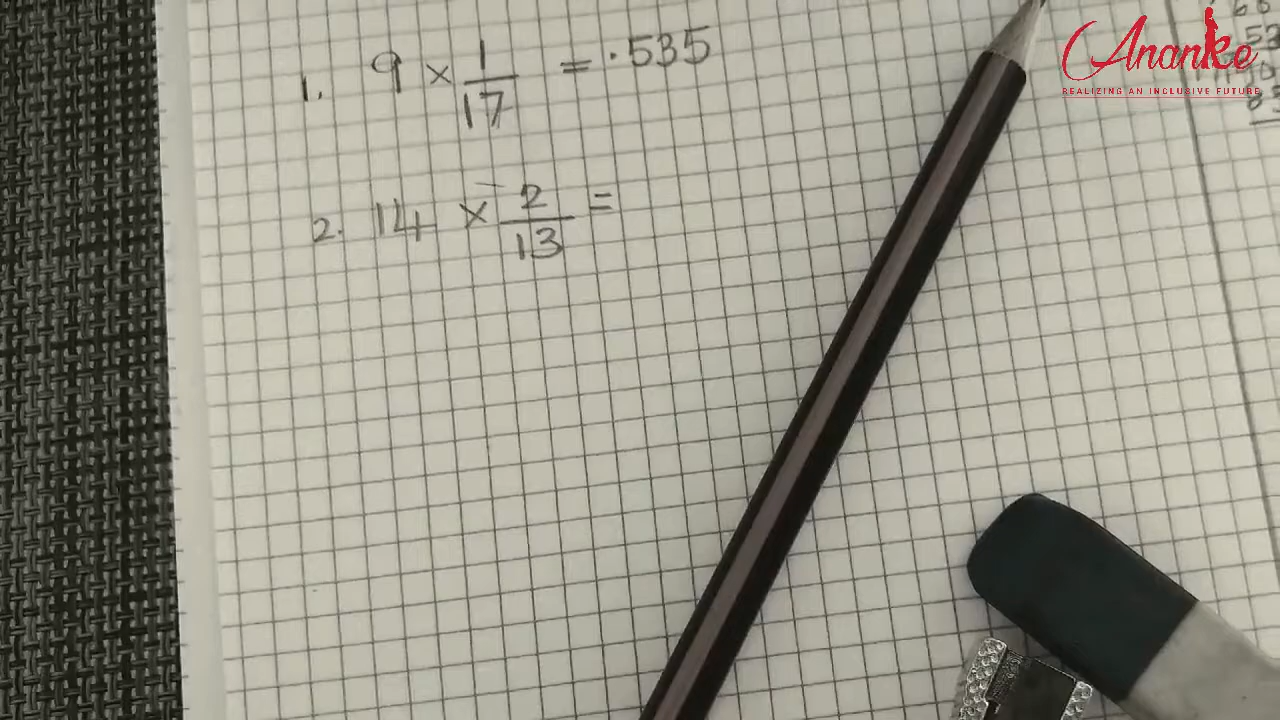 Ananke
REALIZING AN INCLUSIVE FUTURE
1. 9 × 1/17 = .535
2. 14 × 2/13 =